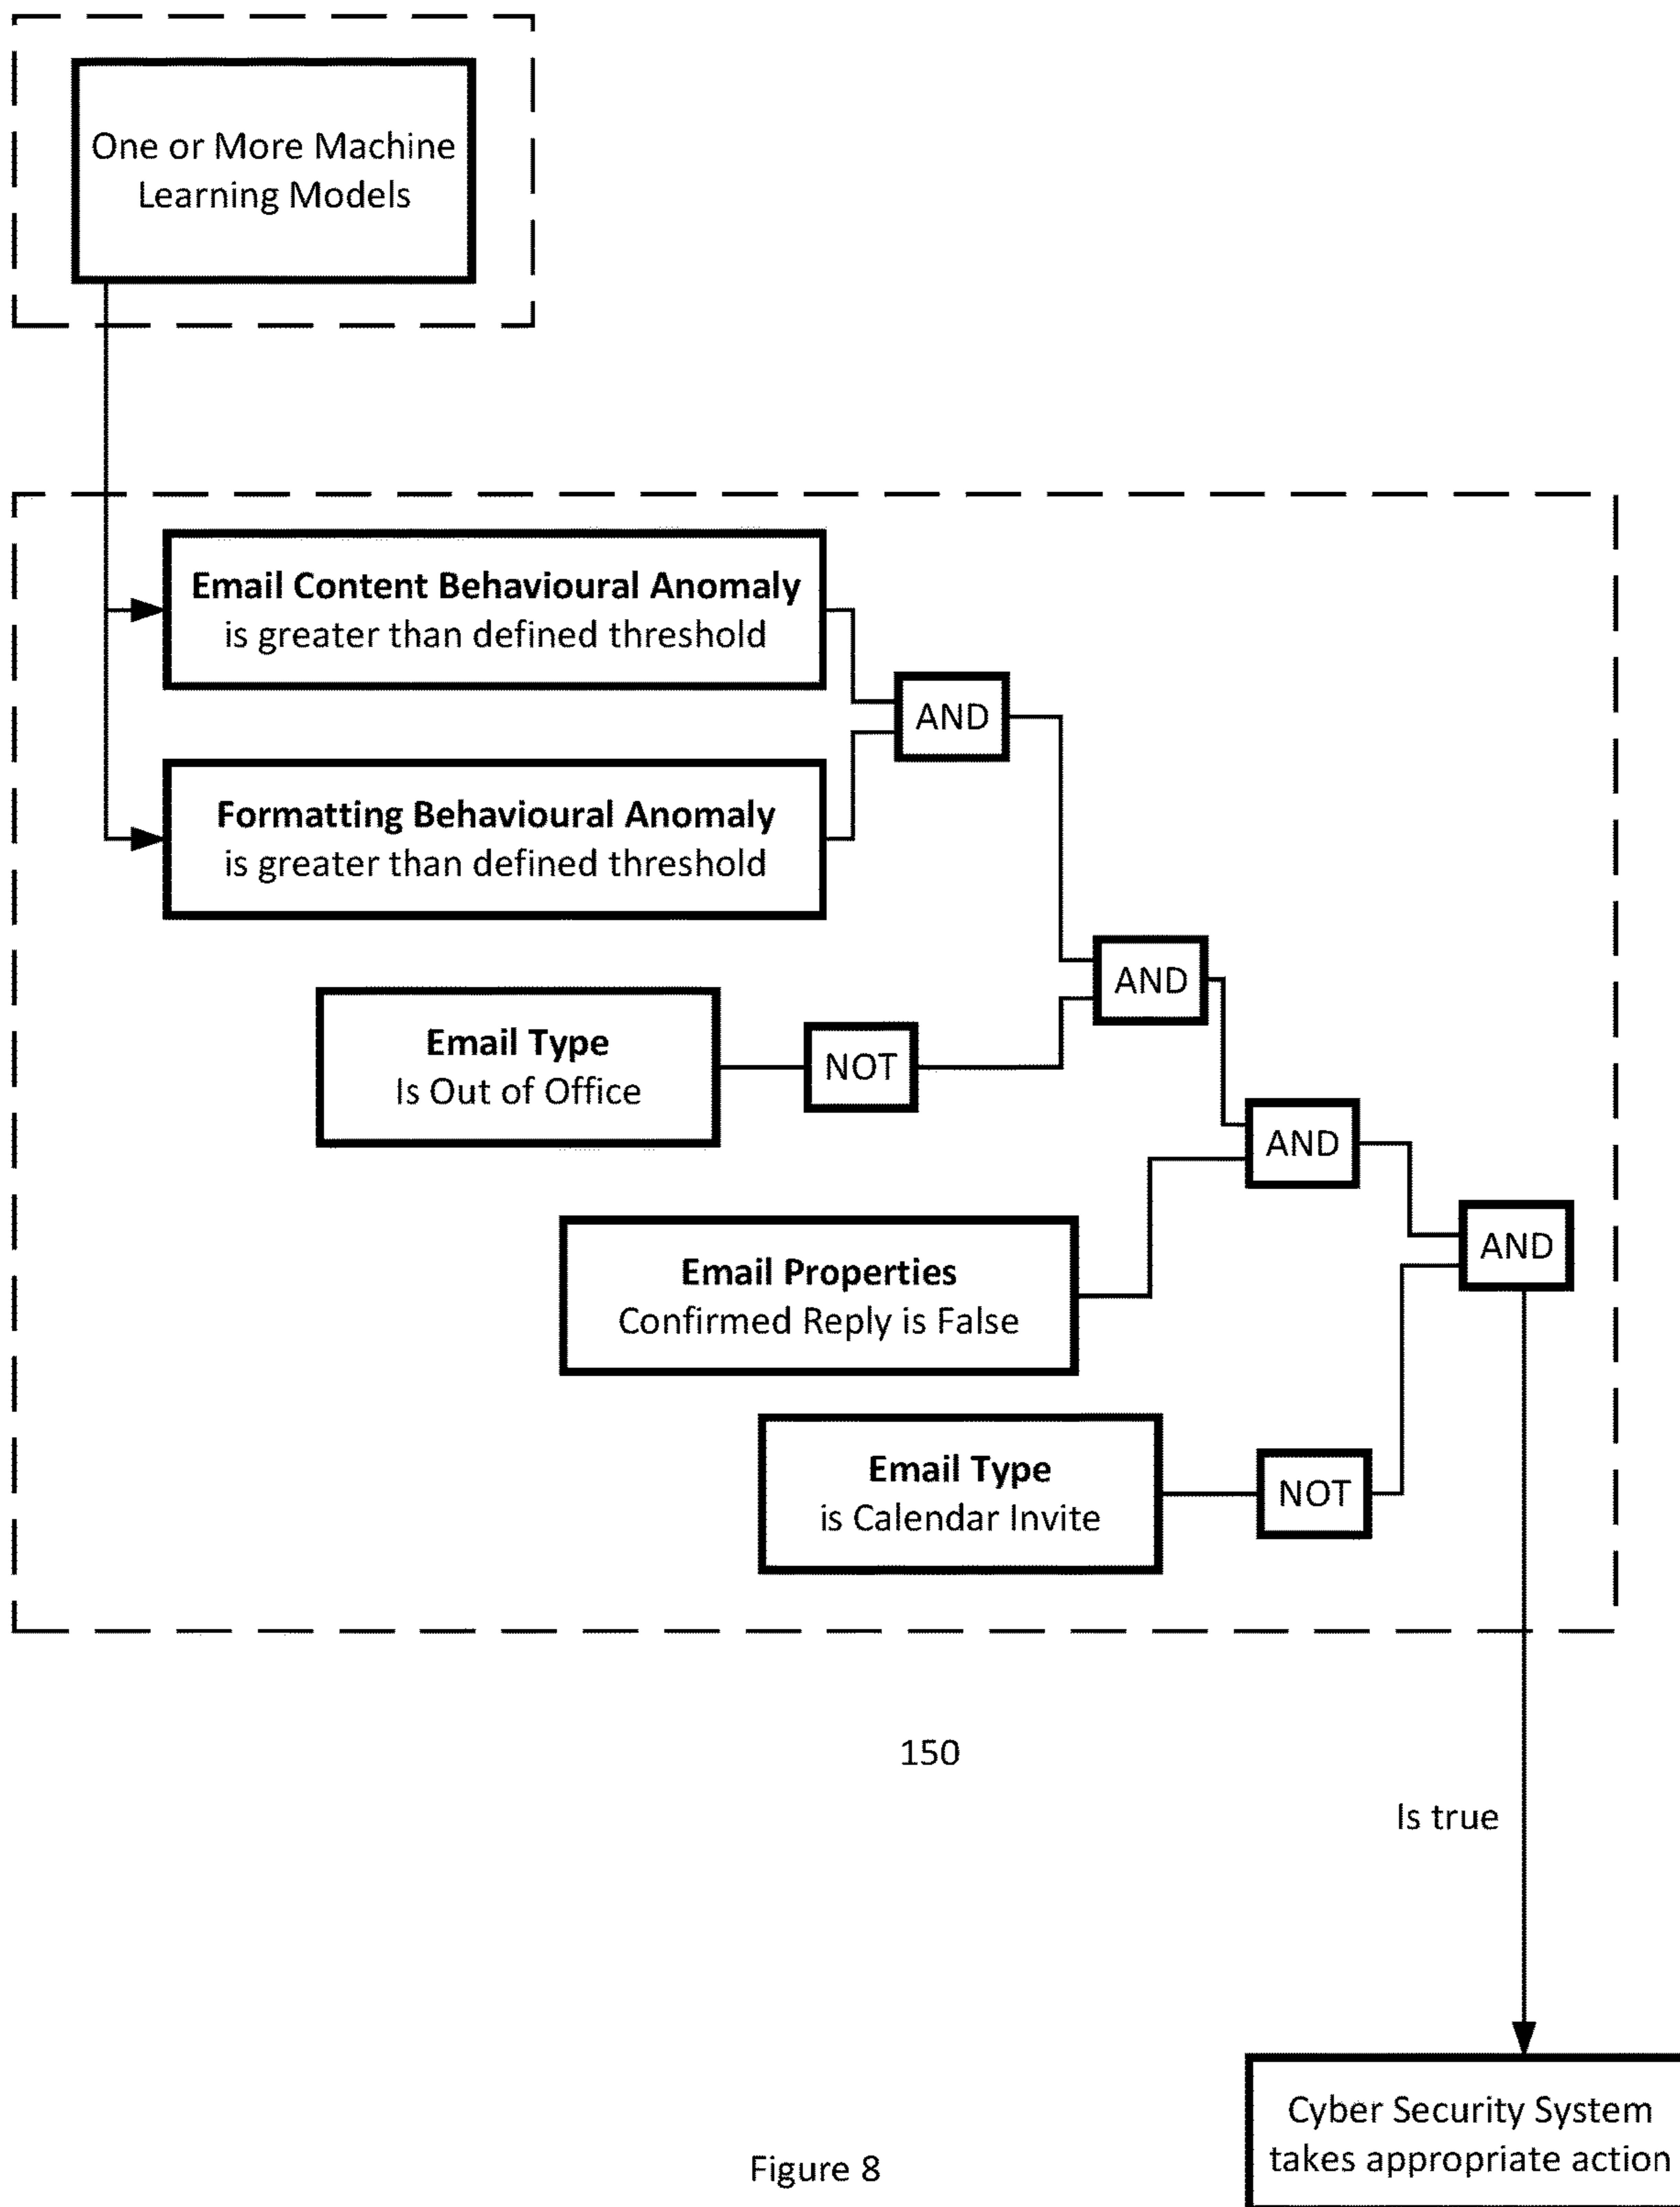 One or More Machine
Learning Models
Email Content Behavioural Anomaly
is greater than defined threshold
AND
Formatting Behavioural Anomaly
is greater than defined threshold
AND
Email Type
Is Out of Office
NOT
AND
Email Properties
Confirmed Reply is False
AND
Email Type
is Calendar Invite
NOT
150
Is true
Cyber Security System
takes appropriate action
Figure 8